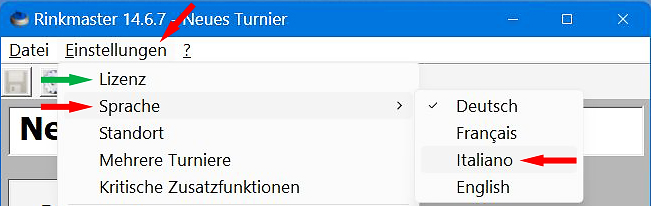 Rinkmaster 14.6.7 - Neues Turnier
Datei Einstellungen ?
Lizenz
Sprache
Standort
Mehrere Turniere
Kritische Zusatzfunktionen
Deutsch
Français
Italiano
English
Ne